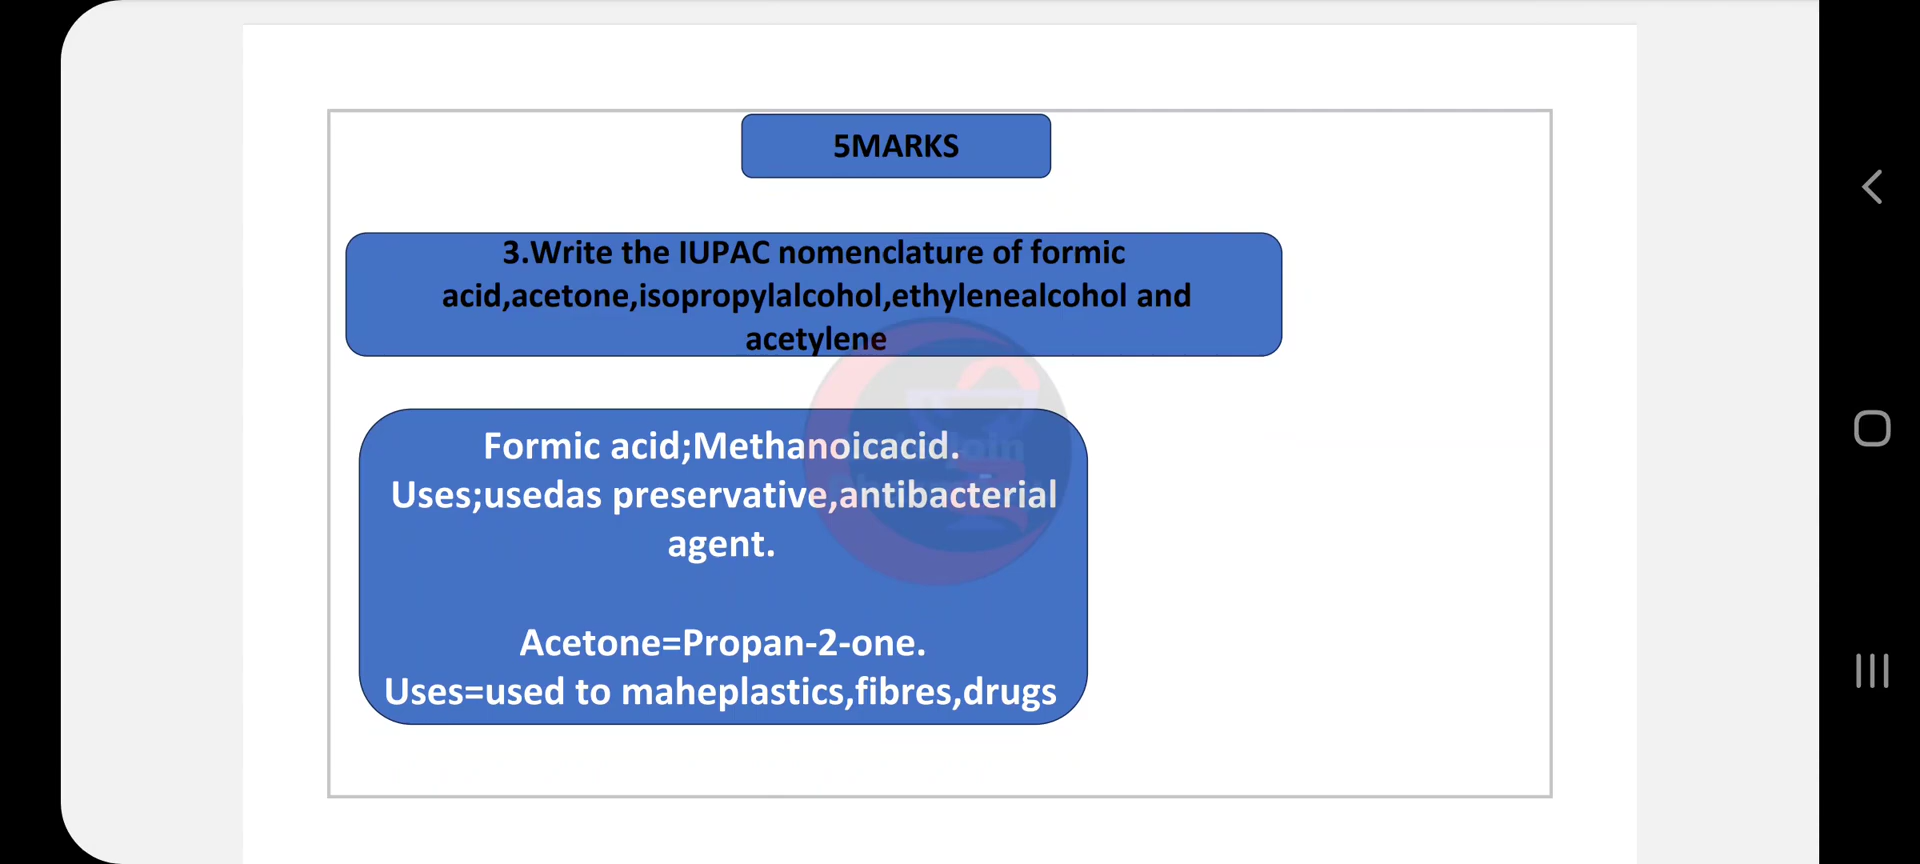 5MARKS
3.Write the IUPAC nomenclature of formic
acid,acetone,isopropylalcohol,ethylenealcohol and
acetylene
Formic acid;Methanoicacid.
Uses;usedas preservative,antibacterial
agent.
Acetone=Propan-2-one.
Uses=used to maheplastics,fibres,drugs